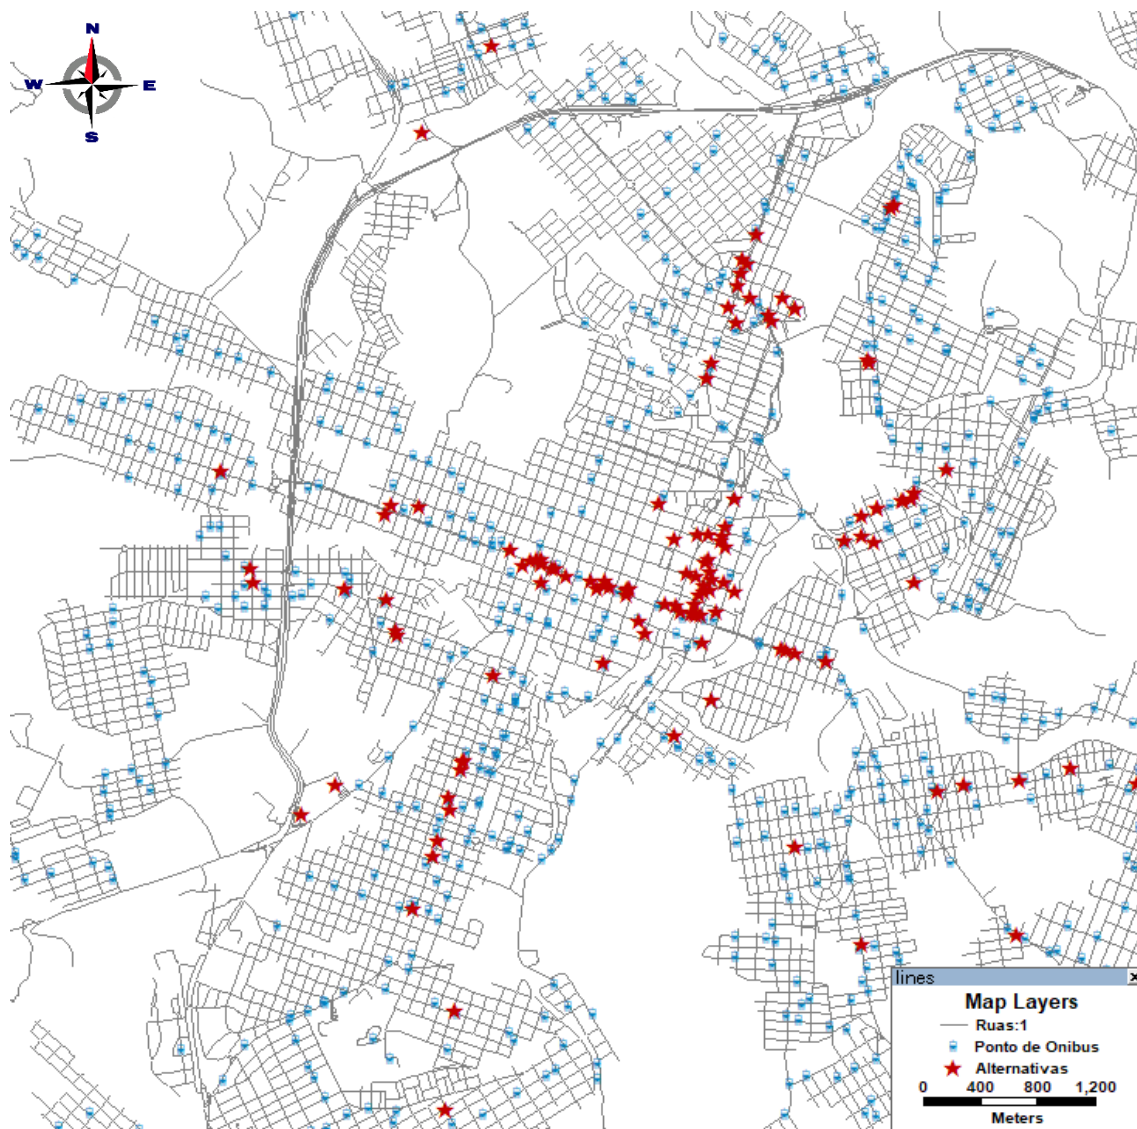 N
W E
S
lines
Map Layers
Ruas:1
Ponto de Onibus
Alternativas
0 400 800 1,200
Meters